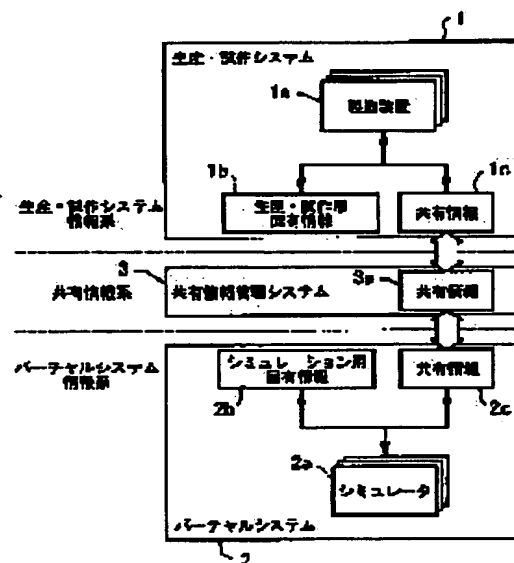 1
生産・試作システム
1a
製造装置
1b
1c
生産・試作用
固有情報
共有情報
生産・試作システム
情報系
3
3a
共有情報系
共有情報管理システム
共有情報
バーチャルシステム
情報系
シミュレーション用
固有情報
共有情報
2b
2c
2a
シミュレータ
バーチャルシステム
2